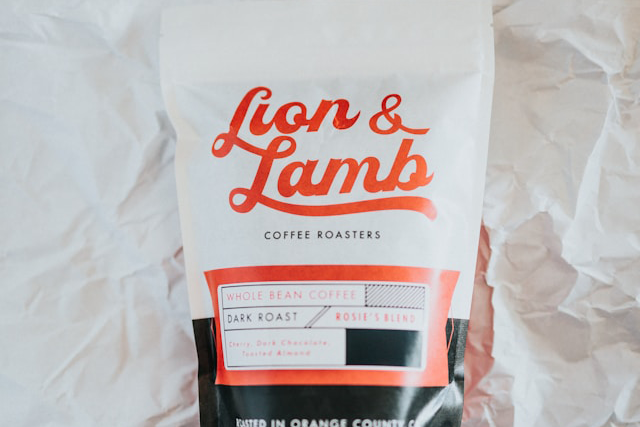 Lion &
Lamb
COFFEE ROASTERS
WHOLE BEAN COFFEE
DARK ROAST
ROSIE'S BLEND
Cherry, Dark Chocolate,
Toasted Almond
ROASTED IN ORANGE COUNTY